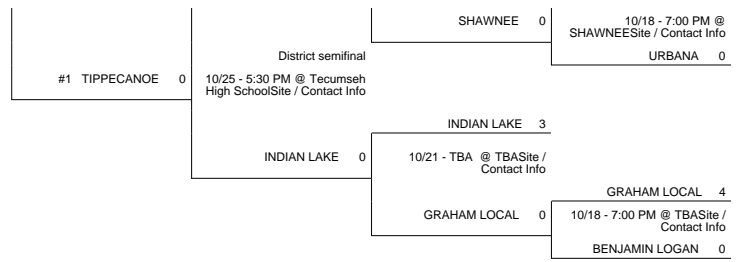 SHAWNEE 0
10/18 - 7:00 PM @
SHAWNEESite / Contact Info
URBANA 0
District semifinal
#1 TIPPECANOE 0
10/25 - 5:30 PM @ Tecumseh
High SchoolSite / Contact Info
INDIAN LAKE 3
INDIAN LAKE 0
10/21 - TBA @ TBASite /
Contact Info
GRAHAM LOCAL 4
GRAHAM LOCAL 0
10/18 - 7:00 PM @ TBASite /
Contact Info
BENJAMIN LOGAN 0